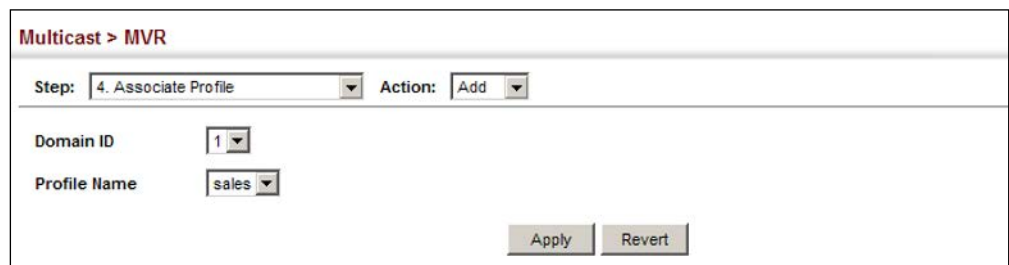 Multicast > MVR
Step: 4. Associate Profile Action: Add
Domain ID 1
Profile Name sales
Apply Revert